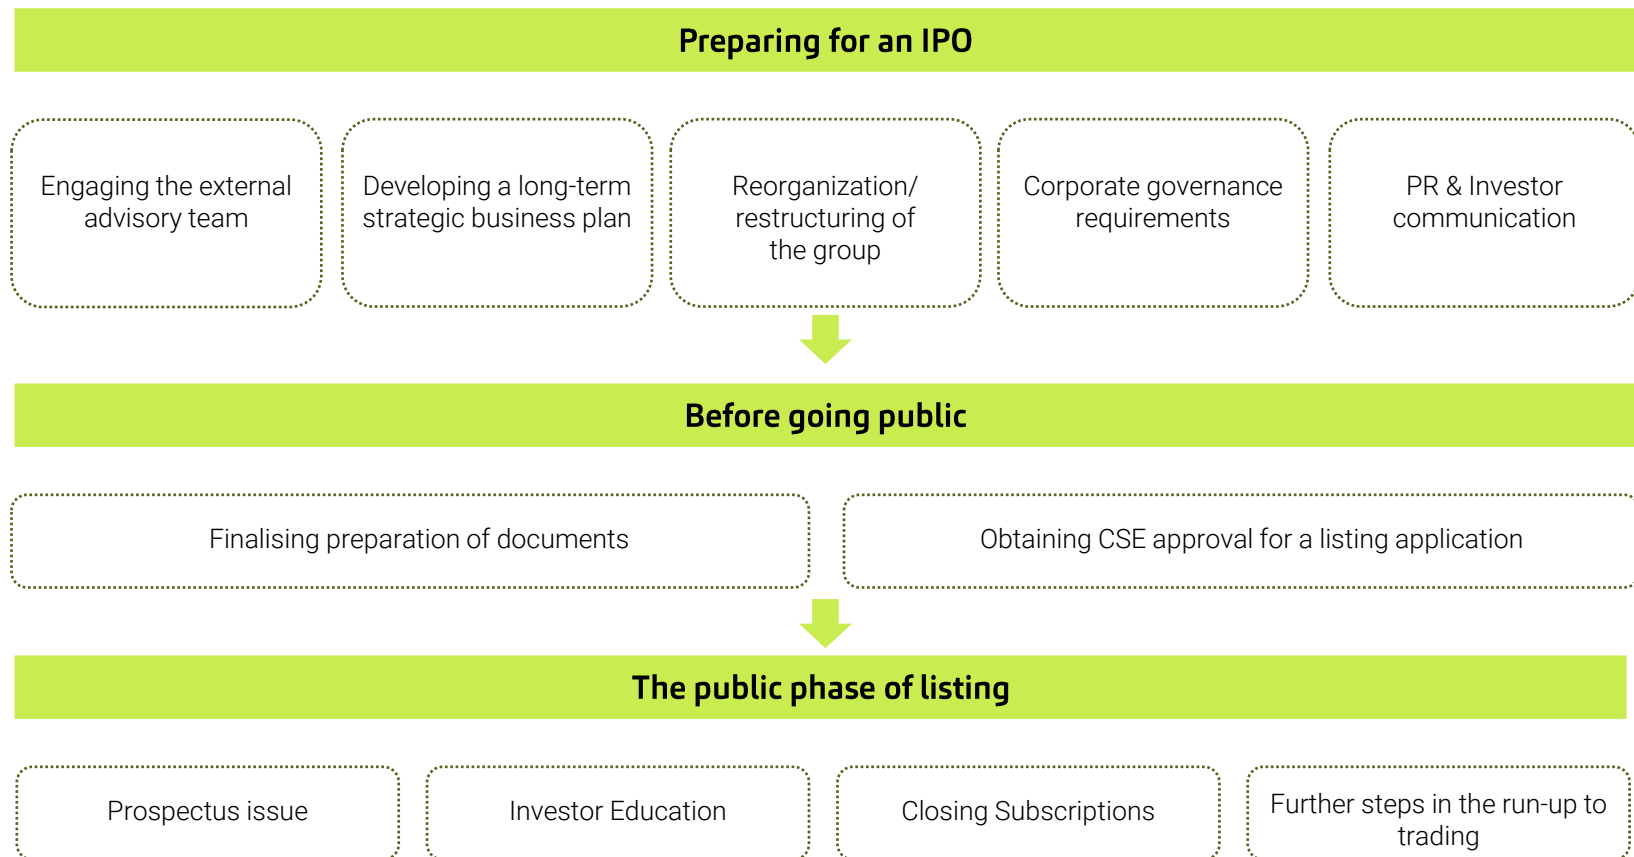 Preparing for an IPO
Engaging the external
advisory team
Developing a long-term
strategic business plan
Reorganization/
restructuring of
the group
Corporate governance
requirements
PR & Investor
communication
Before going public
Finalising preparation of documents
Obtaining CSE approval for a listing application
The public phase of listing
Prospectus issue
Investor Education
Closing Subscriptions
Further steps in the run-up to
trading